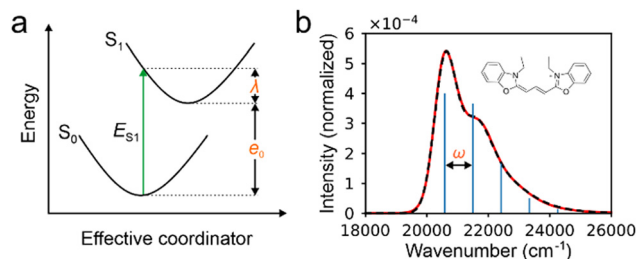 a
S₁
λ
E_S1
S₀
e₀
Energy
Effective coordinator
b
×10⁻⁴
6
5
4
3
2
1
0
Intensity (normalized)
ω
N
N
+
O
O
18000 20000 22000 24000 26000
Wavenumber (cm⁻¹)